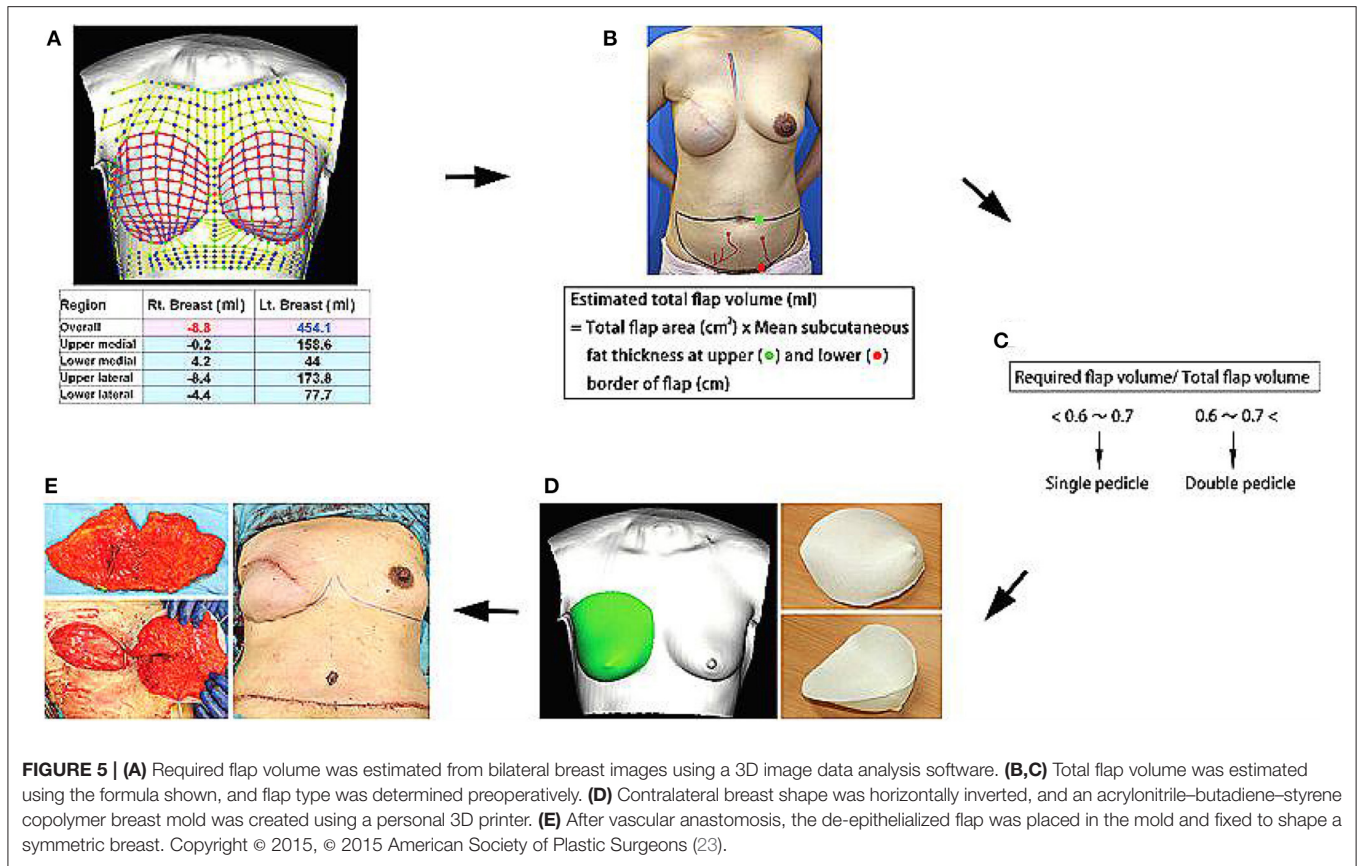 A
B
Region Rt. Breast (ml) Lt. Breast (ml)
Overall -8.8 454.1
Upper medial -0.2 158.6
Lower medial 4.2 44
Upper lateral -8.4 173.8
Lower lateral -4.4 77.7
Estimated total flap volume (ml)
= Total flap area (cm²) x Mean subcutaneous
fat thickness at upper (●) and lower (●)
border of flap (cm)
C
Required flap volume/ Total flap volume
< 0.6 ~ 0.7 0.6 ~ 0.7 <
Single pedicle Double pedicle
E
D
FIGURE 5 | (A) Required flap volume was estimated from bilateral breast images using a 3D image data analysis software. (B,C) Total flap volume was estimated
using the formula shown, and flap type was determined preoperatively. (D) Contralateral breast shape was horizontally inverted, and an acrylonitrile–butadiene–styrene
copolymer breast mold was created using a personal 3D printer. (E) After vascular anastomosis, the de-epithelialized flap was placed in the mold and fixed to shape a
symmetric breast. Copyright © 2015, © 2015 American Society of Plastic Surgeons (23).